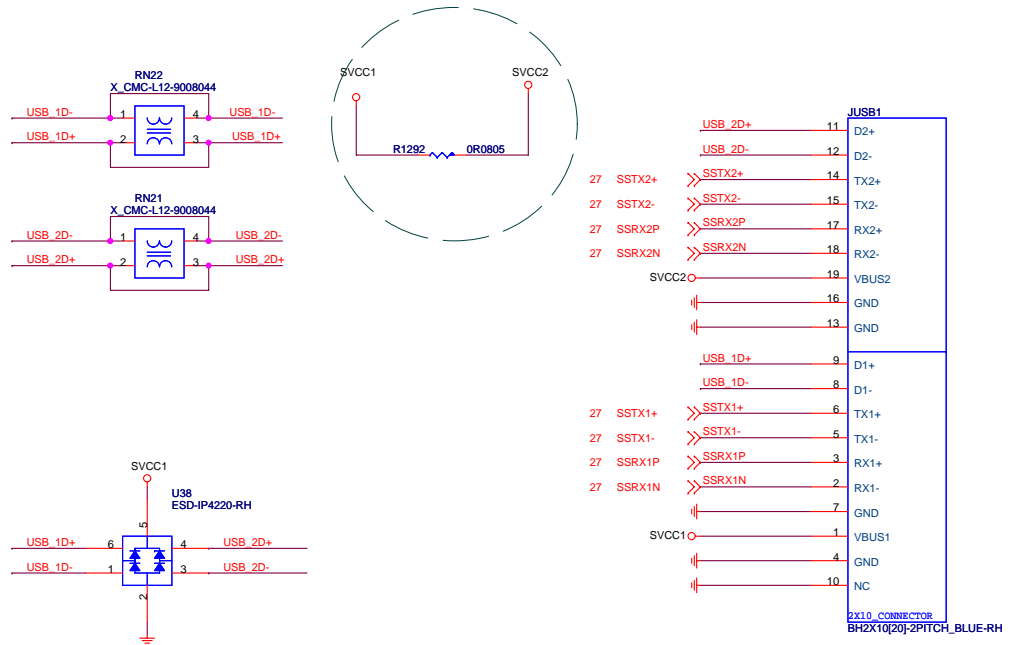 RN22
X_CMC-L12-9008044
USB_1D- 1 4 USB_1D-
USB_1D+ 2 3 USB_1D+
RN21
X_CMC-L12-9008044
USB_2D- 1 4 USB_2D-
USB_2D+ 2 3 USB_2D+
SVCC1 SVCC2
R1292 0R0805
SVCC1
U38
ESD-IP4220-RH
5
USB_1D+ 6 4 USB_2D+
USB_1D- 1 3 USB_2D-
2
JUSB1
USB_2D+ 11 D2+
USB_2D- 12 D2-
27 SSTX2+ SSTX2+ 14 TX2+
27 SSTX2- SSTX2- 15 TX2-
27 SSRX2P SSRX2P 17 RX2+
27 SSRX2N SSRX2N 18 RX2-
SVCC2 19 VBUS2
16 GND
13 GND
USB_1D+ 9 D1+
USB_1D- 8 D1-
27 SSTX1+ SSTX1+ 6 TX1+
27 SSTX1- SSTX1- 5 TX1-
27 SSRX1P SSRX1P 3 RX1+
27 SSRX1N SSRX1N 2 RX1-
7 GND
SVCC1 1 VBUS1
4 GND
10 NC
2X10_CONNECTOR
BH2X10[20]-2PITCH_BLUE-RH